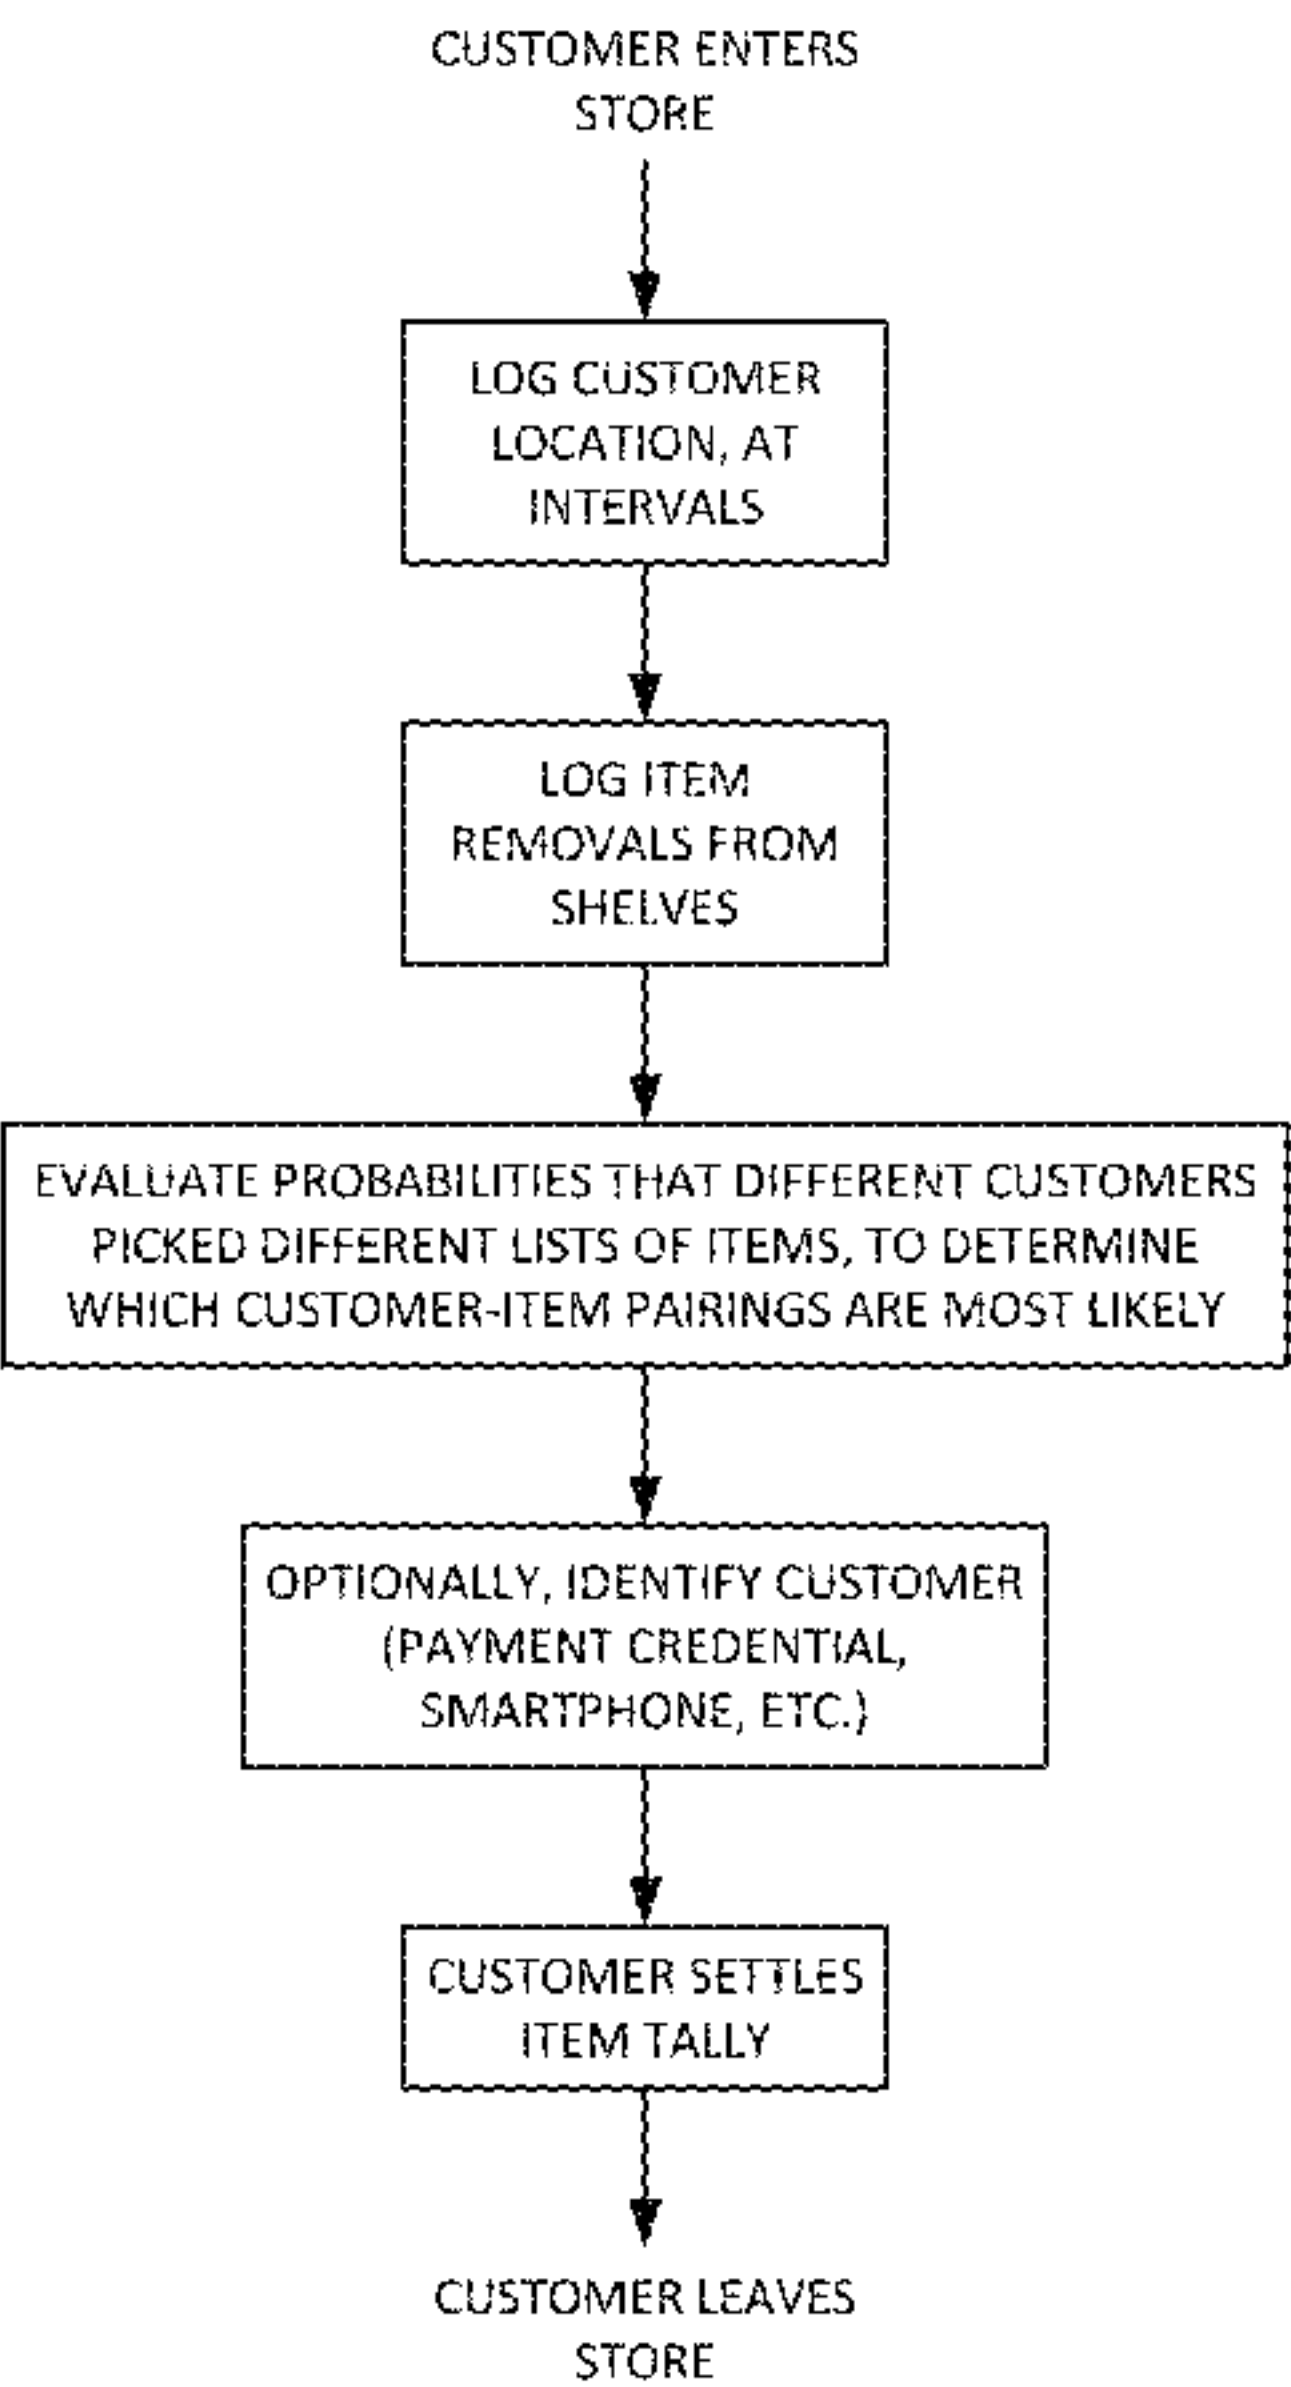 CUSTOMER ENTERS
STORE
LOG CUSTOMER
LOCATION, AT
INTERVALS
LOG ITEM
REMOVALS FROM
SHELVES
EVALUATE PROBABILITIES THAT DIFFERENT CUSTOMERS
PICKED DIFFERENT LISTS OF ITEMS, TO DETERMINE
WHICH CUSTOMER-ITEM PAIRINGS ARE MOST LIKELY
OPTIONALLY, IDENTIFY CUSTOMER
(PAYMENT CREDENTIAL,
SMARTPHONE, ETC.)
CUSTOMER SETTLES
ITEM TALLY
CUSTOMER LEAVES
STORE